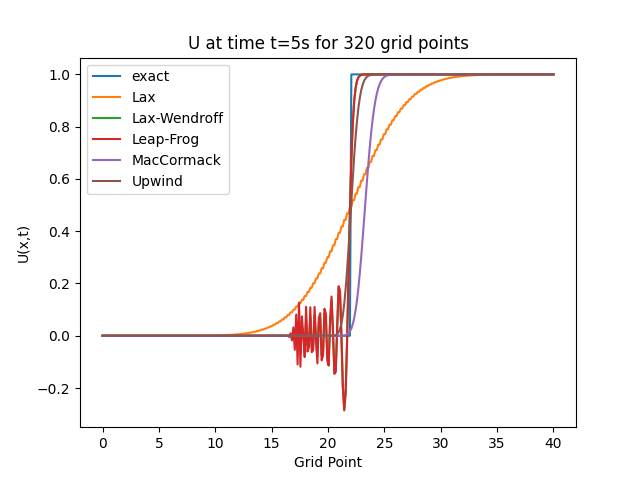 U at time t=5s for 320 grid points
exact
Lax
Lax-Wendroff
Leap-Frog
MacCormack
Upwind
1.0
0.8
0.6
0.4
0.2
0.0
−0.2
U(x,t)
0 5 10 15 20 25 30 35 40
Grid Point